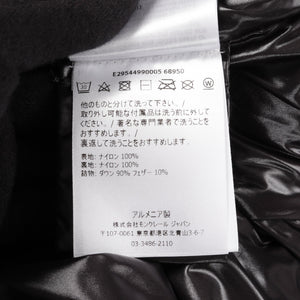 E29544990005 68950
他のものと分けて洗って下さい。/
取り外し可能な付属品は洗う前に外して
ください。/ 著名な専門業者で洗うことを
おすすめします。/
裏返して洗うことをおすすめします。
表地: ナイロン 100%
裏地: ナイロン 100%
詰物: ダウン 90% フェザー 10%
アルメニア製
株式会社モンクレール ジャパン
〒107-0061 東京都港区北
青山3-6-7
03-3486-2110